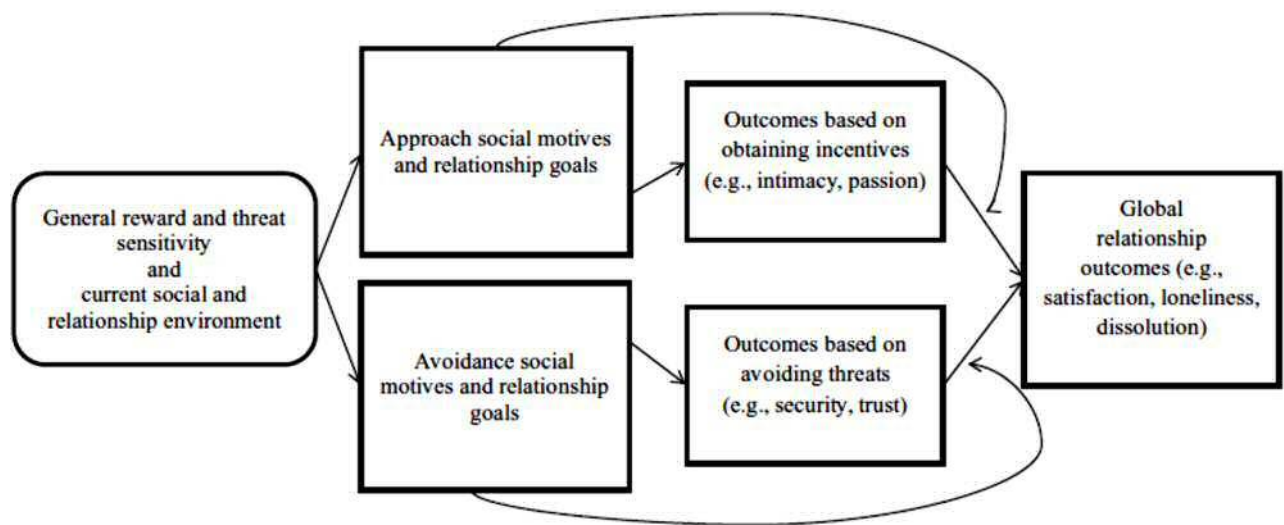 General reward and threat
sensitivity
and
current social and
relationship environment
Approach social motives
and relationship goals
Avoidance social
motives and relationship
goals
Outcomes based on
obtaining incentives
(e.g., intimacy, passion)
Outcomes based on
avoiding threats
(e.g., security, trust)
Global
relationship
outcomes (e.g.,
satisfaction, loneliness,
dissolution)